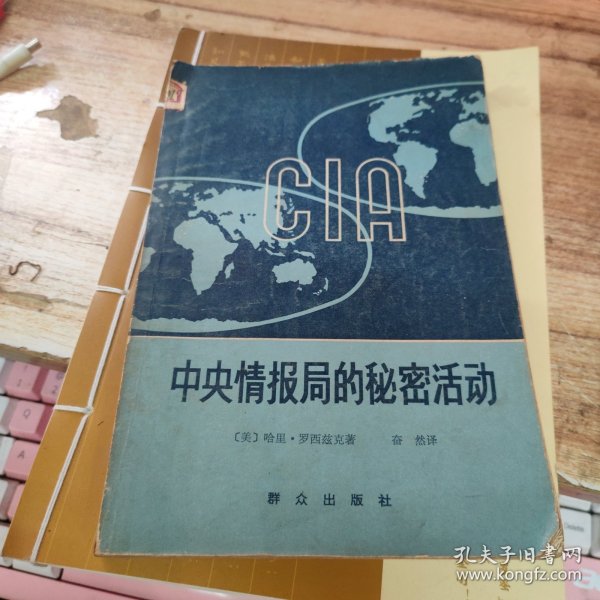 CIA
中央情报局的秘密活动
〔美〕哈里·罗西兹克著 奋 然译
群众出版社
孔夫子旧书网
www.kongfz.com